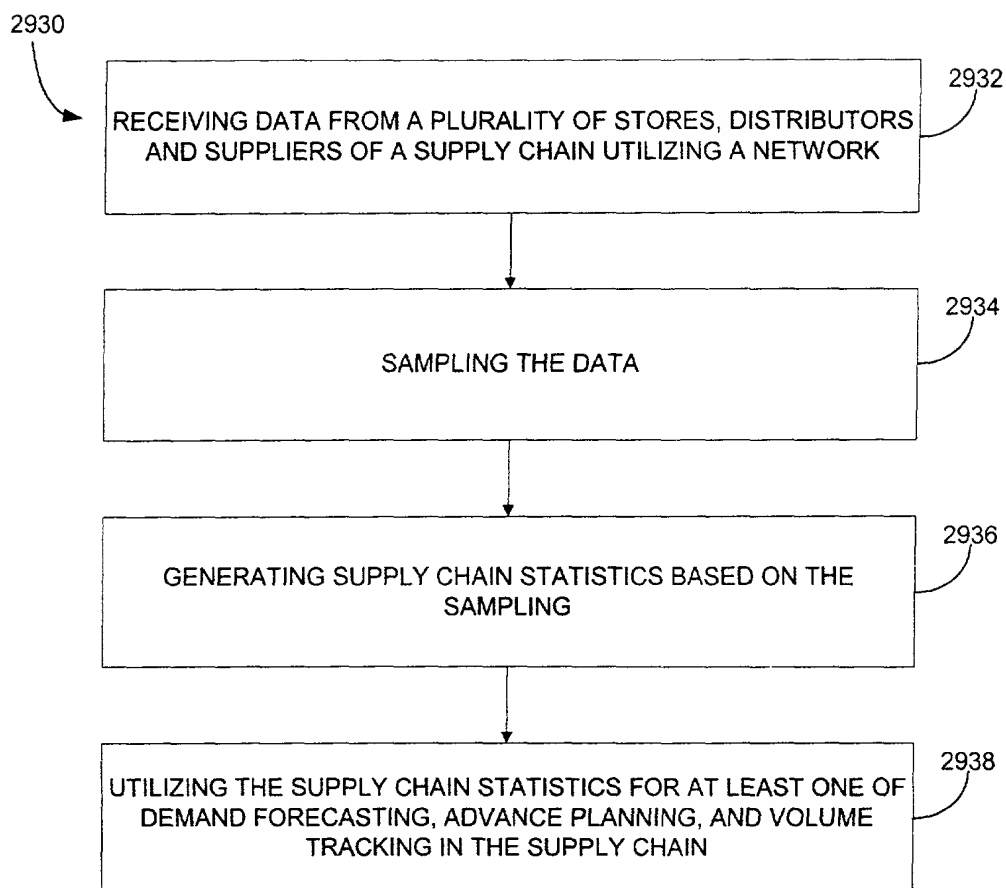 2930
2932
RECEIVING DATA FROM A PLURALITY OF STORES, DISTRIBUTORS
AND SUPPLIERS OF A SUPPLY CHAIN UTILIZING A NETWORK
2934
SAMPLING THE DATA
2936
GENERATING SUPPLY CHAIN STATISTICS BASED ON THE
SAMPLING
2938
UTILIZING THE SUPPLY CHAIN STATISTICS FOR AT LEAST ONE OF
DEMAND FORECASTING, ADVANCE PLANNING, AND VOLUME
TRACKING IN THE SUPPLY CHAIN